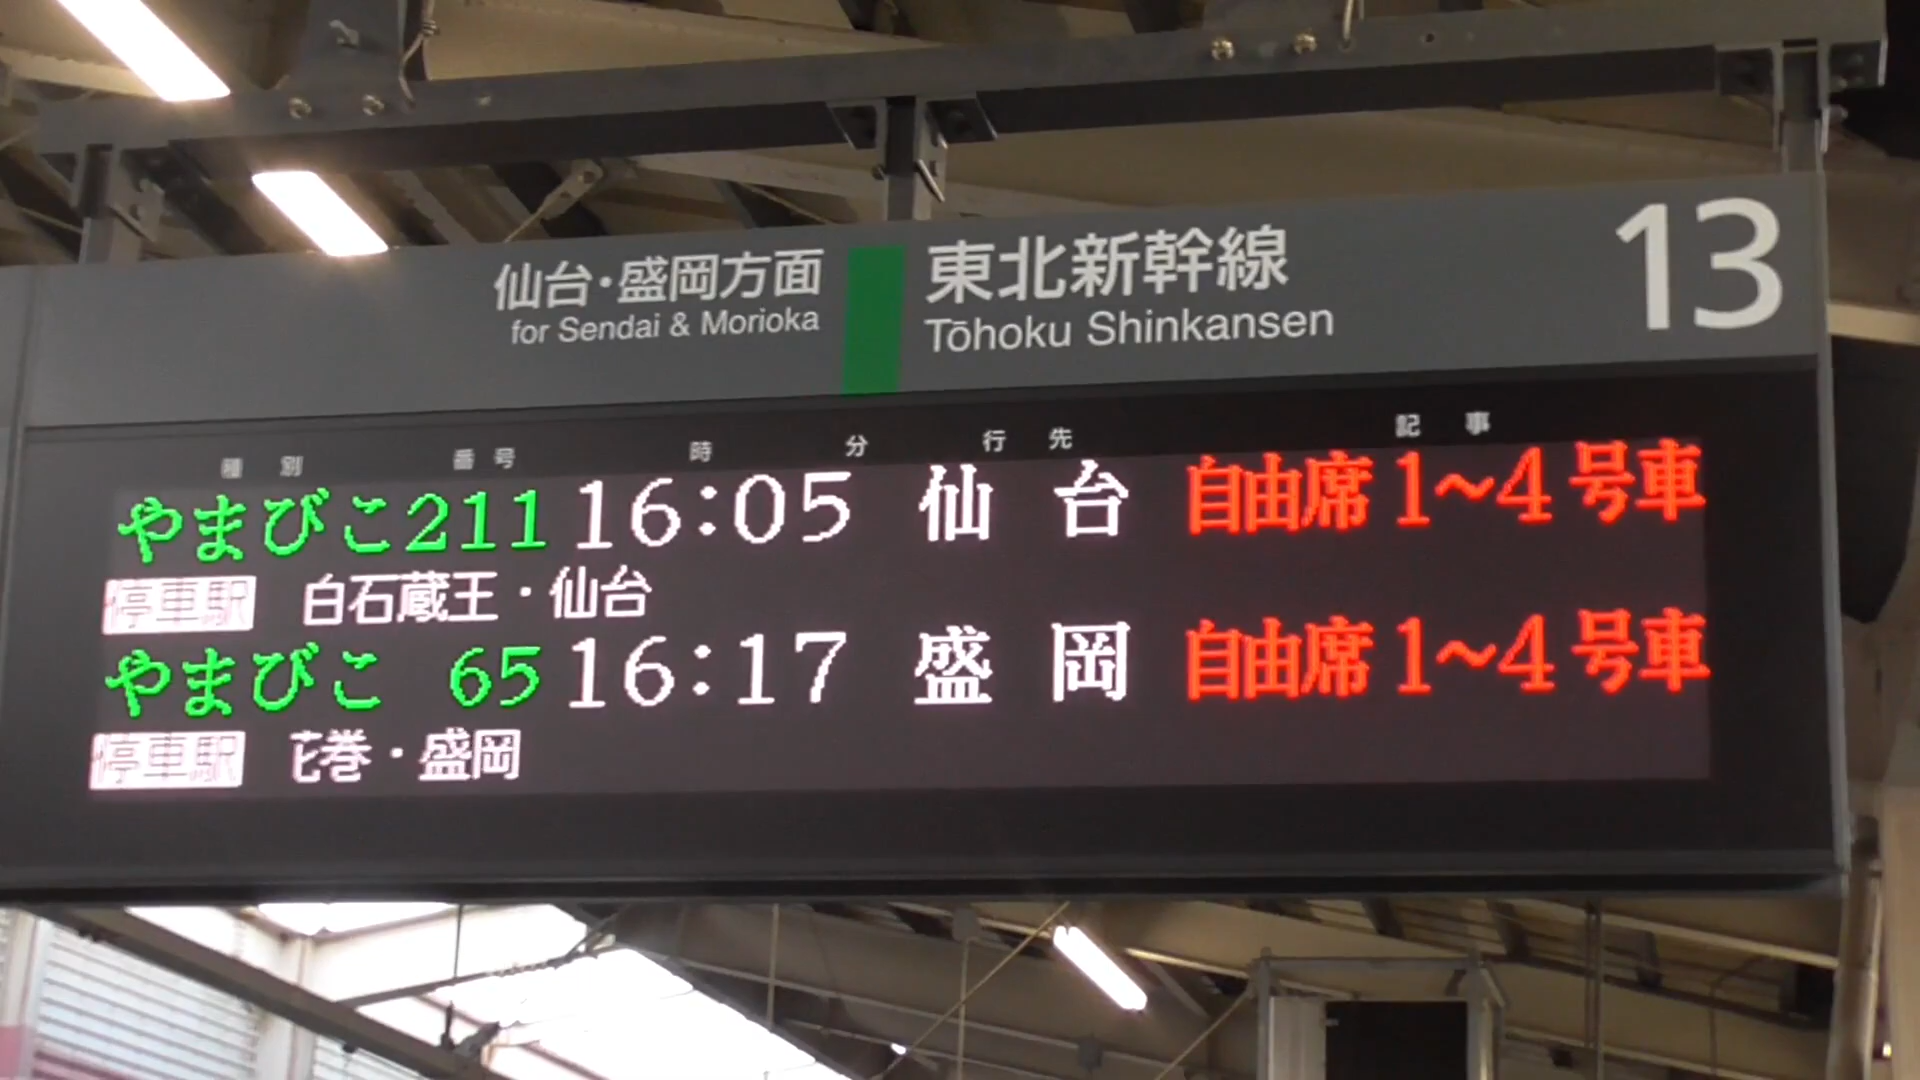 仙台・盛岡方面
for Sendai & Morioka
東北新幹線
Tōhoku Shinkansen
13
種別 番号 時 分 行先 記事
やまびこ211 16:05 仙台 自由席1~4号車
停車駅 白石蔵王・仙台
やまびこ 65 16:17 盛岡 自由席1~4号車
停車駅 花巻・盛岡